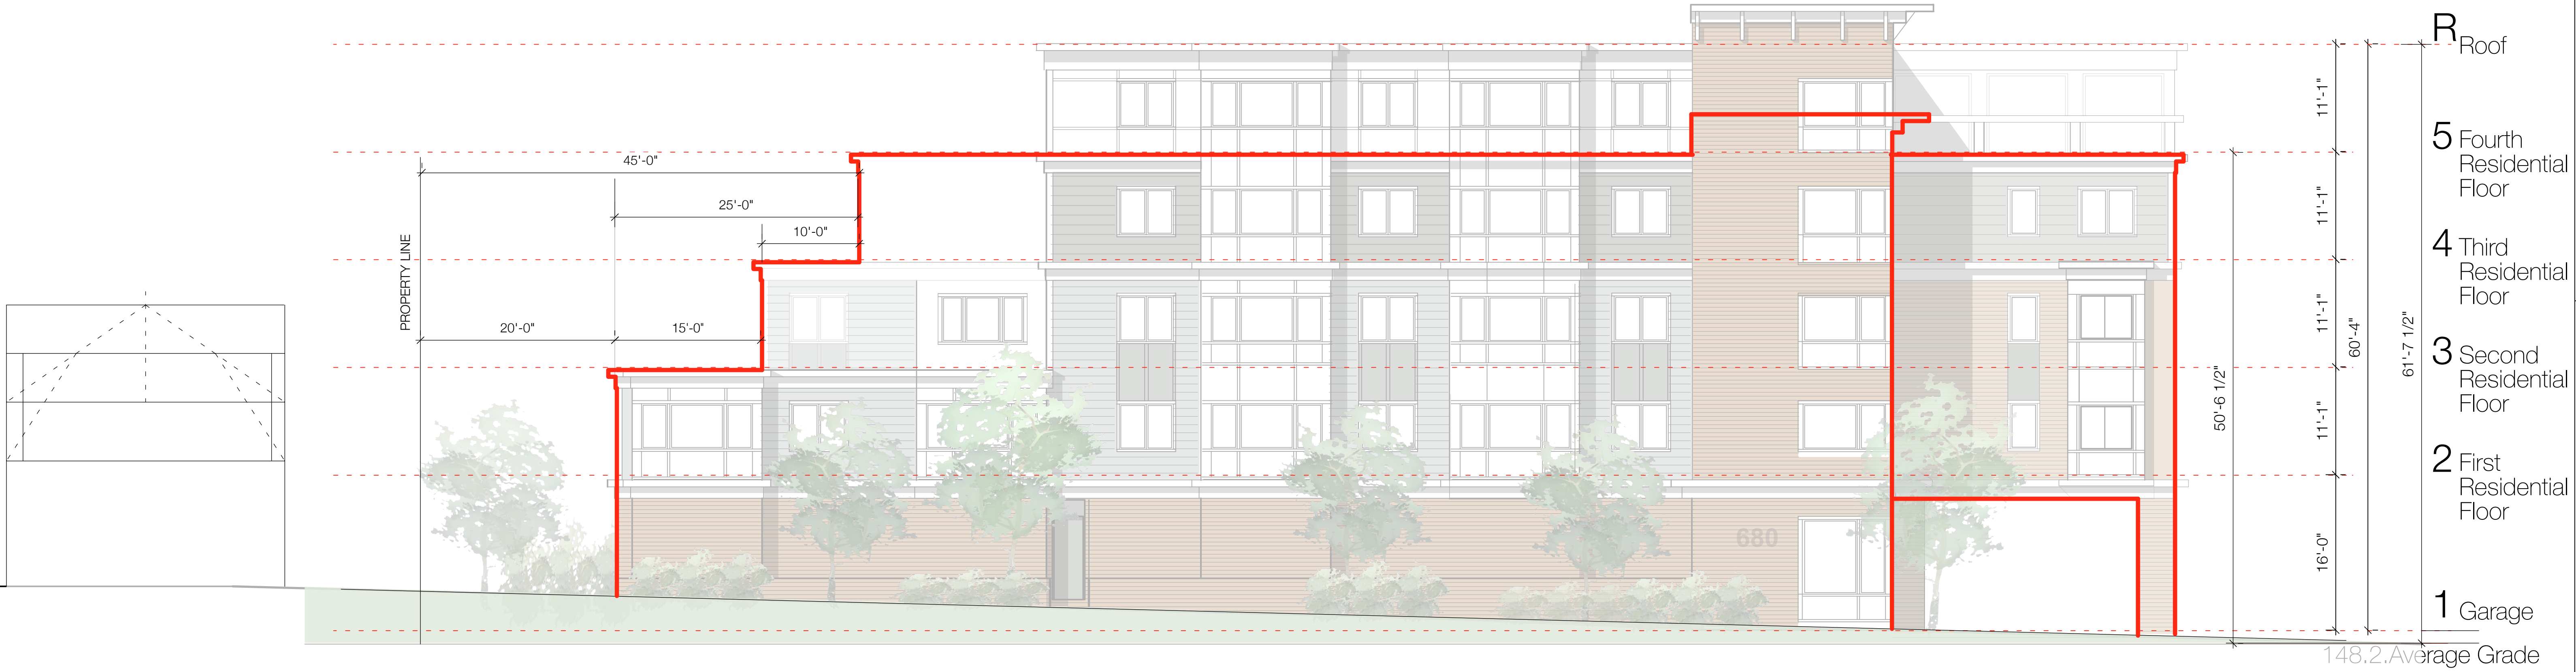 R Roof
11'-1"
5 Fourth
Residential
Floor
45'-0"
25'-0"
11'-1"
10'-0"
4 Third
Residential
Floor
PROPERTY LINE
20'-0"
15'-0"
11'-1"
60'-4"
61'-7 1/2"
3 Second
Residential
Floor
50'-6 1/2"
11'-1"
2 First
Residential
Floor
680
16'-0"
1 Garage
148.2.Average Grade